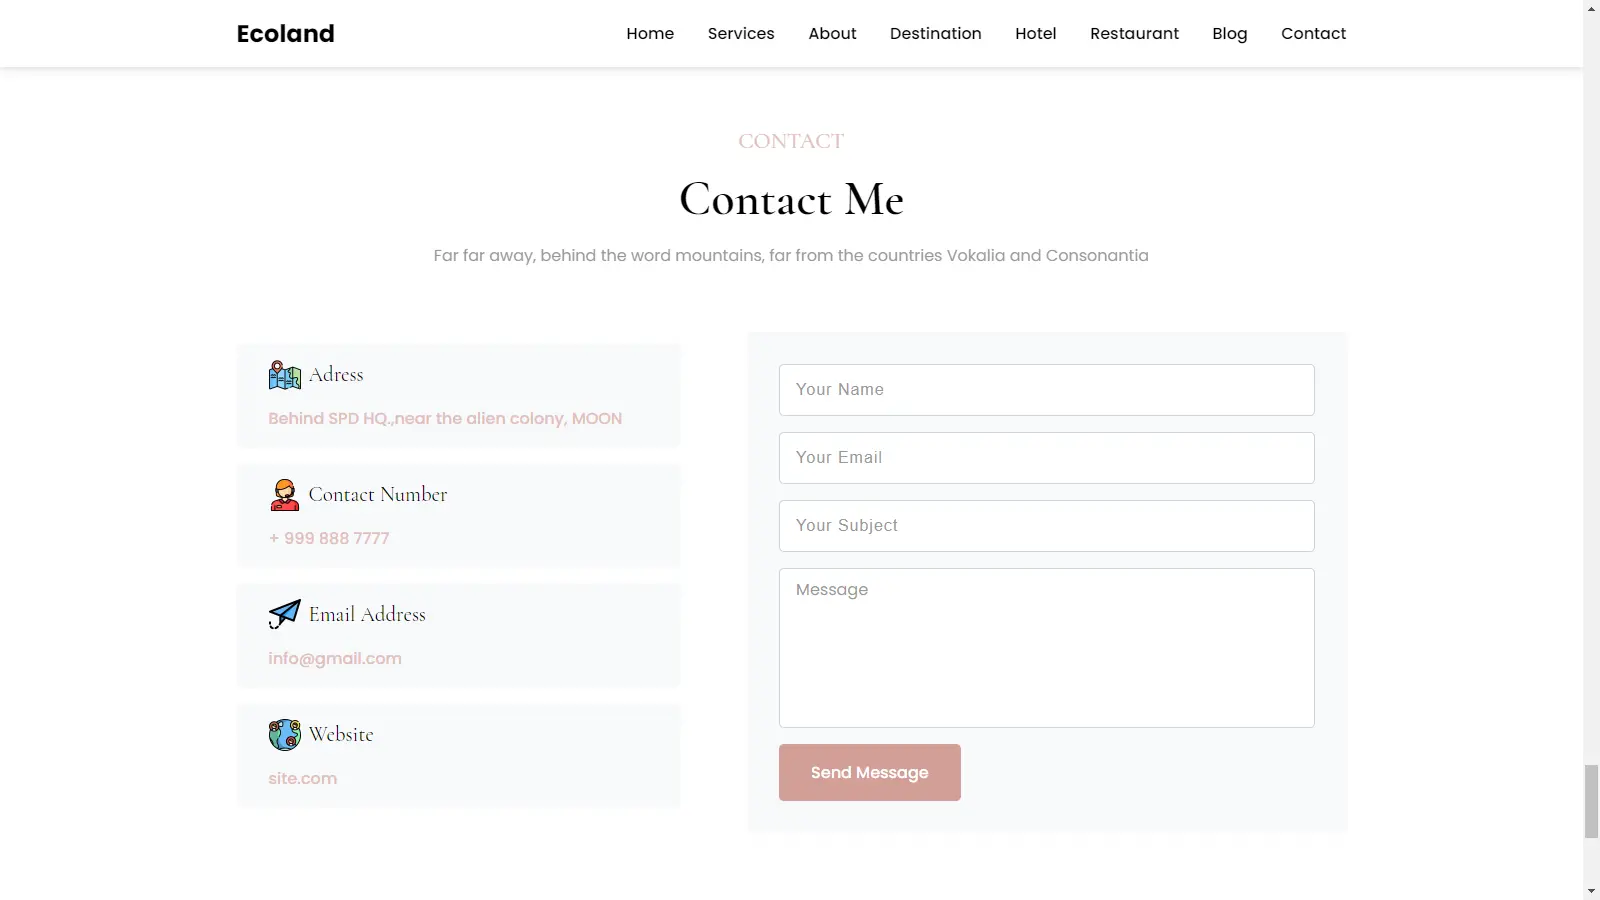 Ecoland
Home Services About Destination Hotel Restaurant Blog Contact
CONTACT
Contact Me
Far far away, behind the word mountains, far from the countries Vokalia and Consonantia
Adress
Behind SPD HQ.,near the alien colony, MOON
Contact Number
+ 999 888 7777
Email Address
info@gmail.com
Website
site.com
Your Name
Your Email
Your Subject
Message
Send Message